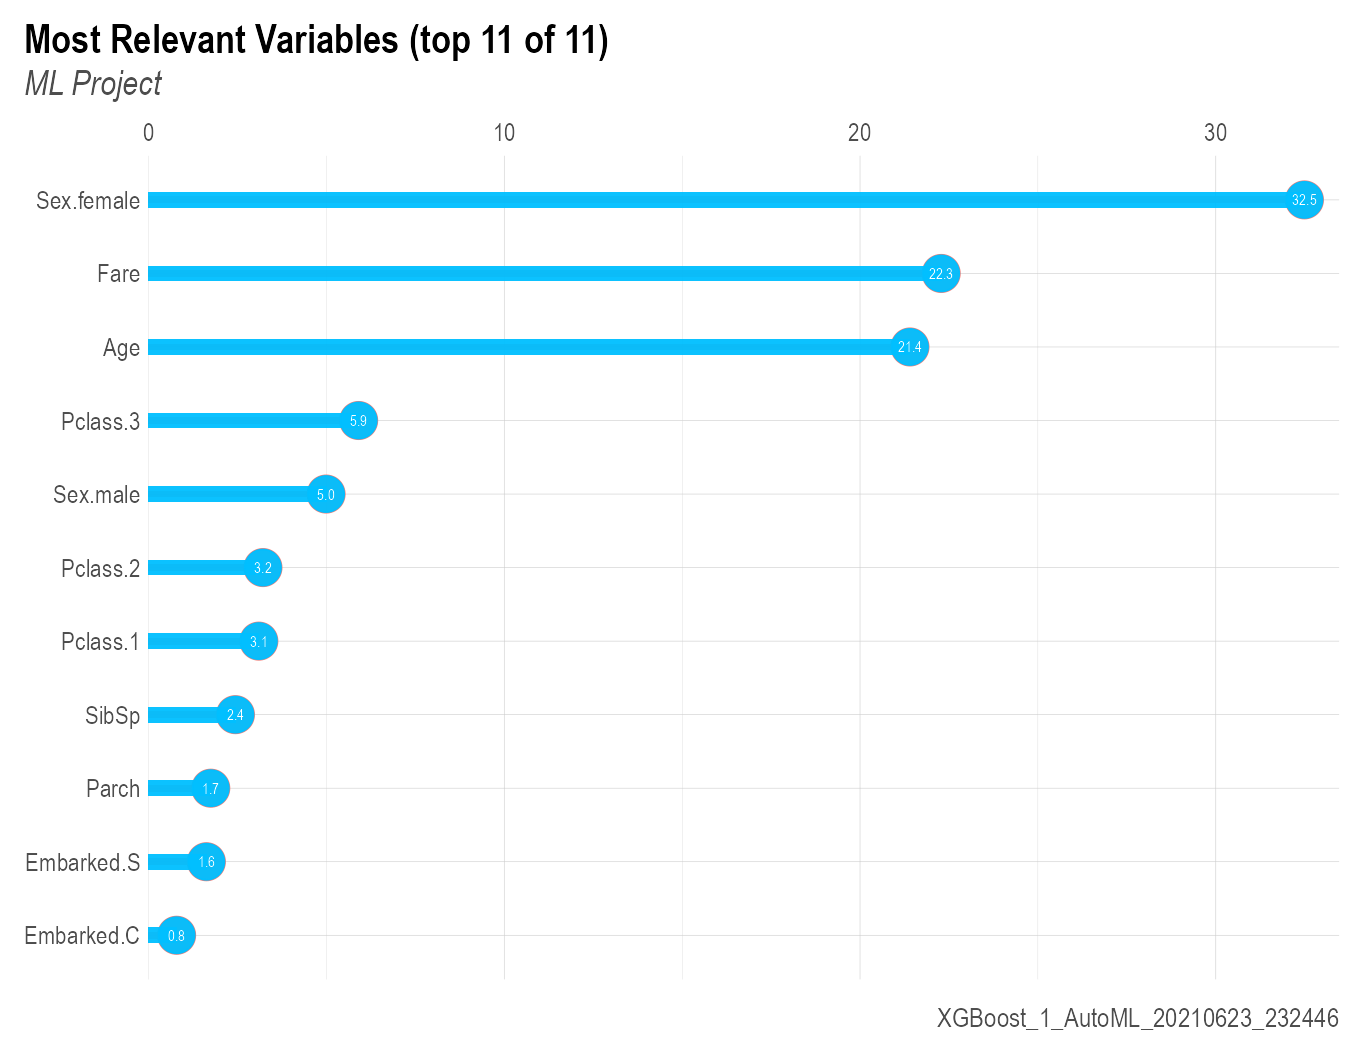 Most Relevant Variables (top 11 of 11)
ML Project
0 10 20 30
Sex.female 32.5
Fare 22.3
Age 21.4
Pclass.3 5.9
Sex.male 5.0
Pclass.2 3.2
Pclass.1 3.1
SibSp 2.4
Parch 1.7
Embarked.S 1.6
Embarked.C 0.8
XGBoost_1_AutoML_20210623_232446